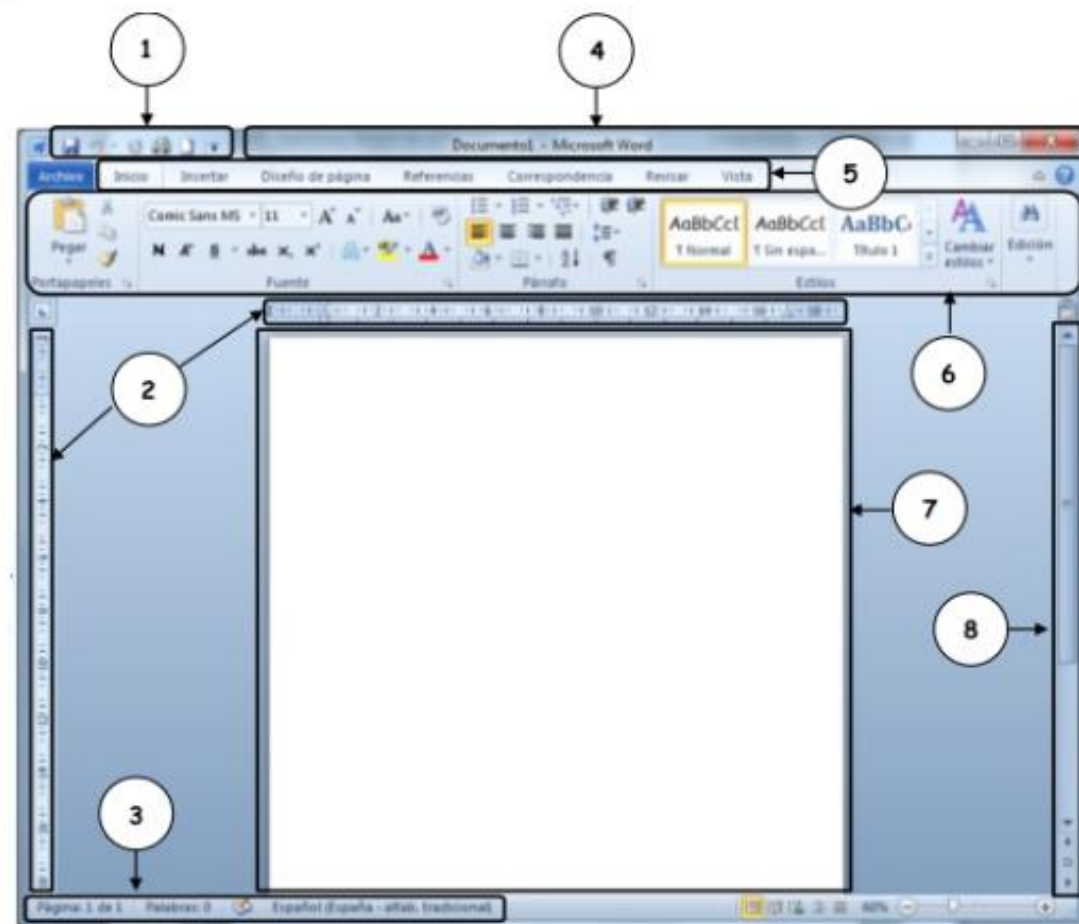 1
4
Documento1 - Microsoft Word
Archivo Inicio Insertar Diseño de página Referencias Correspondencia Revisar Vista
5
Pegar
Comic Sans MS 11
AaBbCcI AaBbCcI AaBbC
¶ Normal ¶ Sin espa... Título 1
Cambiar estilos
Edición
Portapapeles Fuente Párrafo Estilos
2
6
7
8
3
Página: 1 de 1 Palabras: 0 Español (España - alfab. tradicional) 60%